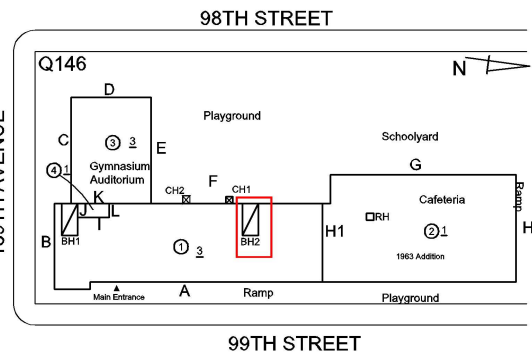 98TH STREET
Q146
N
D
Playground
C
3 3
E
Schoolyard
4 1
Gymnasium
Auditorium
G
F
CH2
CH1
K
J
L
I
Cafeteria
Ramp
RH
B
BH1
BH2
H1
2 1
H
1 3
1963 Addition
Main Entrance
A
Ramp
Playground
99TH STREET